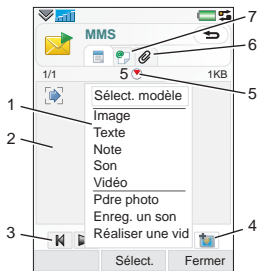 MMS
7
6
1/1
5
1KB
5
1
Sélect. modèle
Image
Texte
Note
Son
Vidéo
Pdre photo
Enreg. un son
Réaliser une vid
2
3
4
Sélect.
Fermer